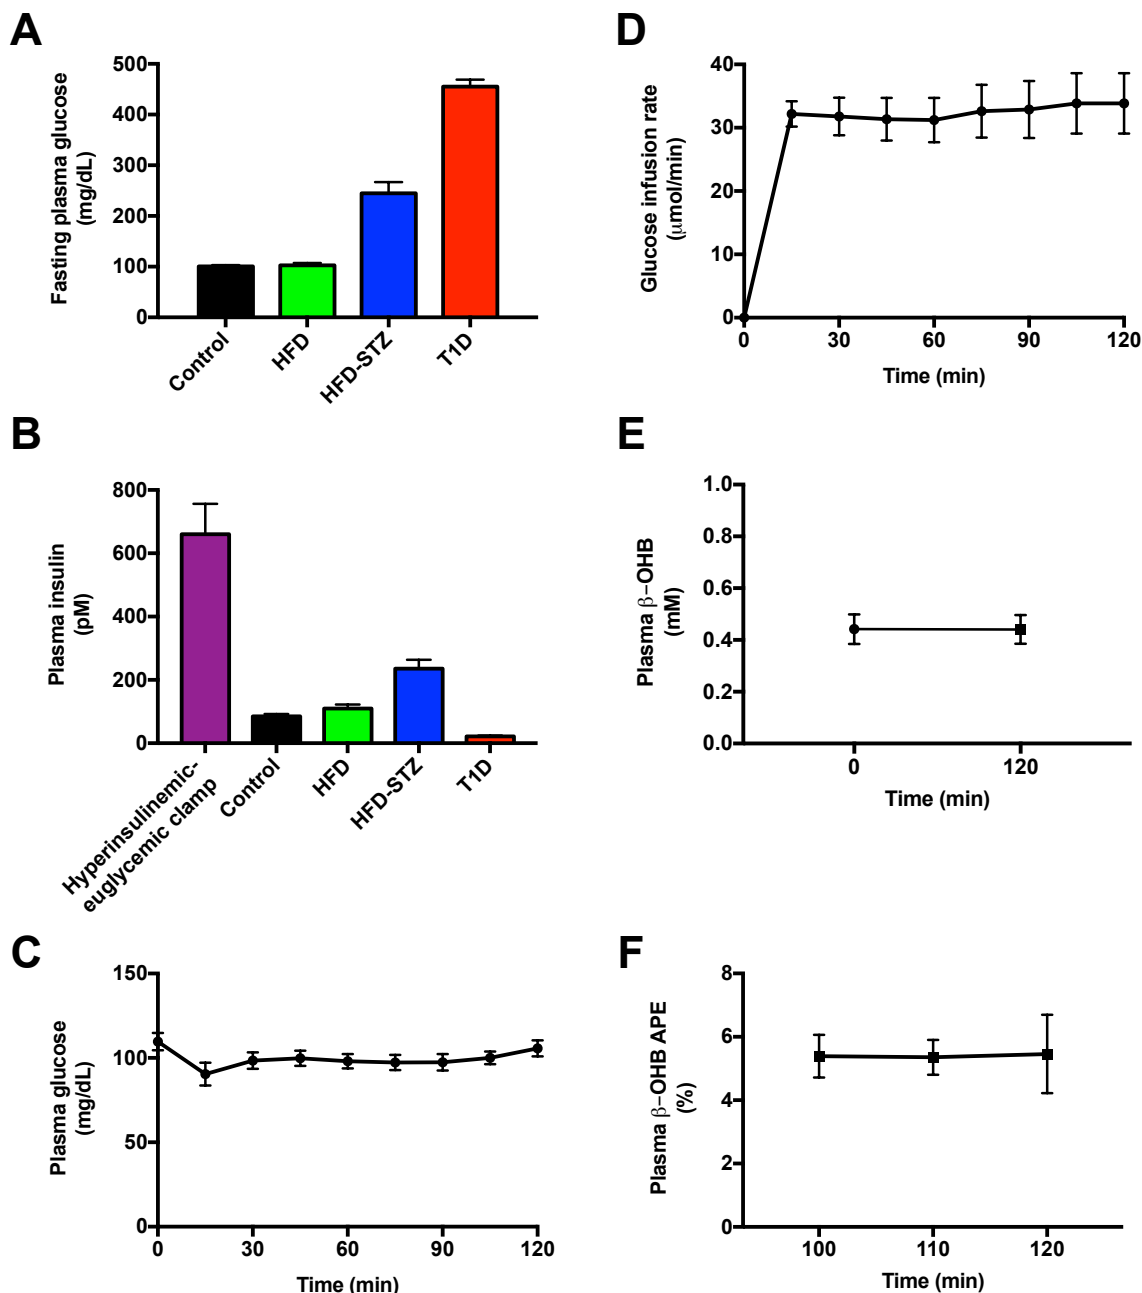 A
Fasting plasma glucose
(mg/dL)
500
400
300
200
100
0
Control
HFD
HFD-STZ
T1D
D
Glucose infusion rate
(μmol/min)
40
30
20
10
0
0
30
60
90
120
Time (min)
B
Plasma insulin
(pM)
800
600
400
200
0
Hyperinsulinemic-
euglycemic clamp
Control
HFD
HFD-STZ
T1D
E
Plasma β−OHB
(mM)
1.0
0.8
0.6
0.4
0.2
0.0
0
120
Time (min)
C
Plasma glucose
(mg/dL)
150
100
50
0
0
30
60
90
120
Time (min)
F
Plasma β−OHB APE
(%)
8
6
4
2
0
100
110
120
Time (min)